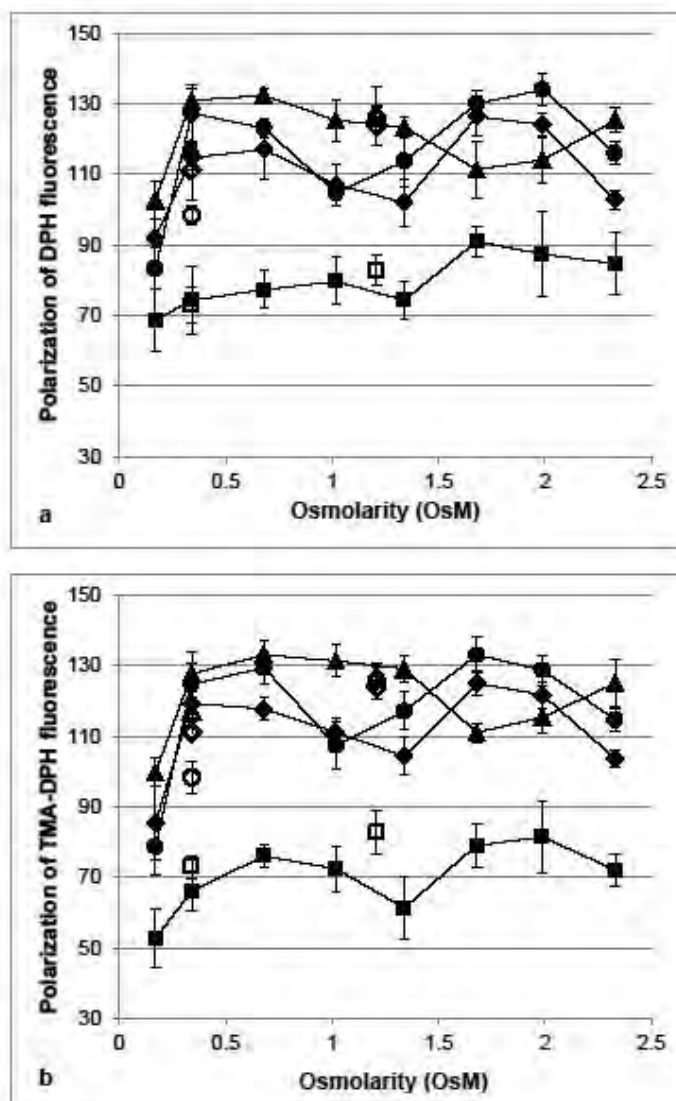 Polarization of DPH fluorescence
150
130
110
90
70
50
30
0 0.5 1 1.5 2 2.5
Osmolarity (OsM)
a
Polarization of TMA-DPH fluorescence
150
130
110
90
70
50
30
0 0.5 1 1.5 2 2.5
Osmolarity (OsM)
b